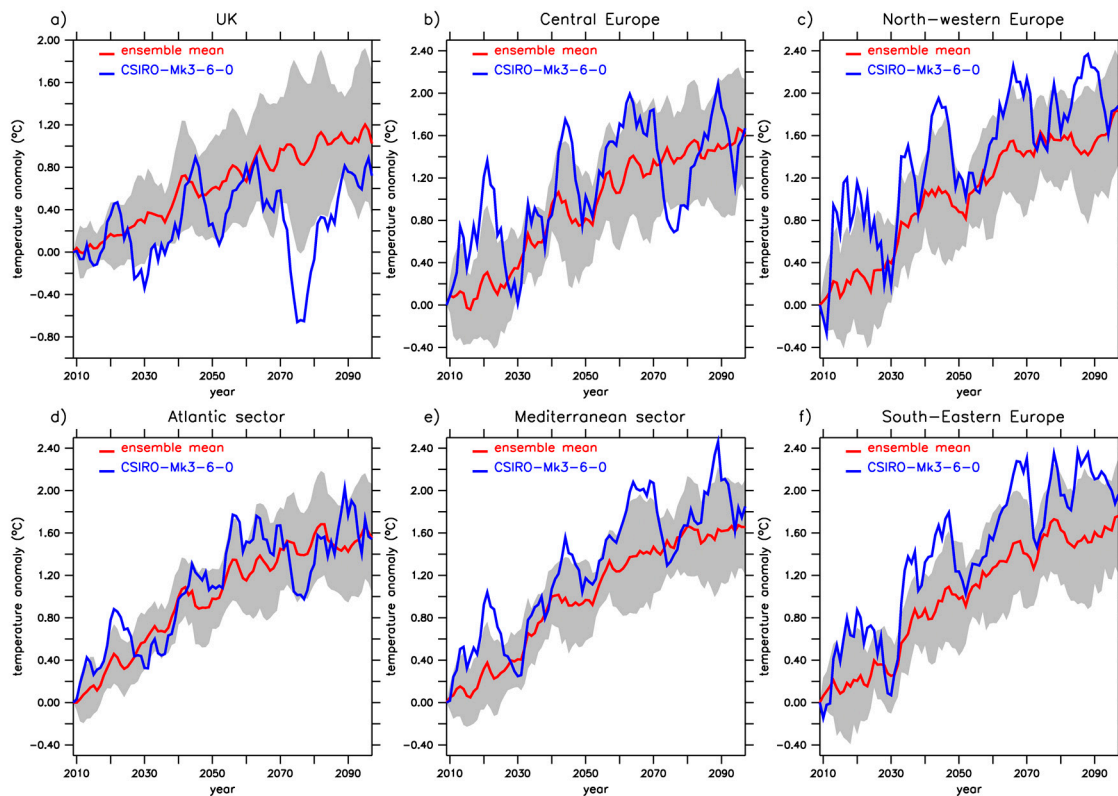 a) UK
2.00
1.60
1.20
0.80
0.40
0.00
−0.40
−0.80
temperature anomaly (°C)
ensemble mean
CSIRO−Mk3−6−0
2010 2030 2050 2070 2090
year
b) Central Europe
2.40
2.00
1.60
1.20
0.80
0.40
0.00
−0.40
temperature anomaly (°C)
ensemble mean
CSIRO−Mk3−6−0
2010 2030 2050 2070 2090
year
c) North−western Europe
2.40
2.00
1.60
1.20
0.80
0.40
0.00
−0.40
temperature anomaly (°C)
ensemble mean
CSIRO−Mk3−6−0
2010 2030 2050 2070 2090
year
d) Atlantic sector
2.40
2.00
1.60
1.20
0.80
0.40
0.00
−0.40
temperature anomaly (°C)
ensemble mean
CSIRO−Mk3−6−0
2010 2030 2050 2070 2090
year
e) Mediterranean sector
2.40
2.00
1.60
1.20
0.80
0.40
0.00
−0.40
temperature anomaly (°C)
ensemble mean
CSIRO−Mk3−6−0
2010 2030 2050 2070 2090
year
f) South−Eastern Europe
2.40
2.00
1.60
1.20
0.80
0.40
0.00
−0.40
temperature anomaly (°C)
ensemble mean
CSIRO−Mk3−6−0
2010 2030 2050 2070 2090
year